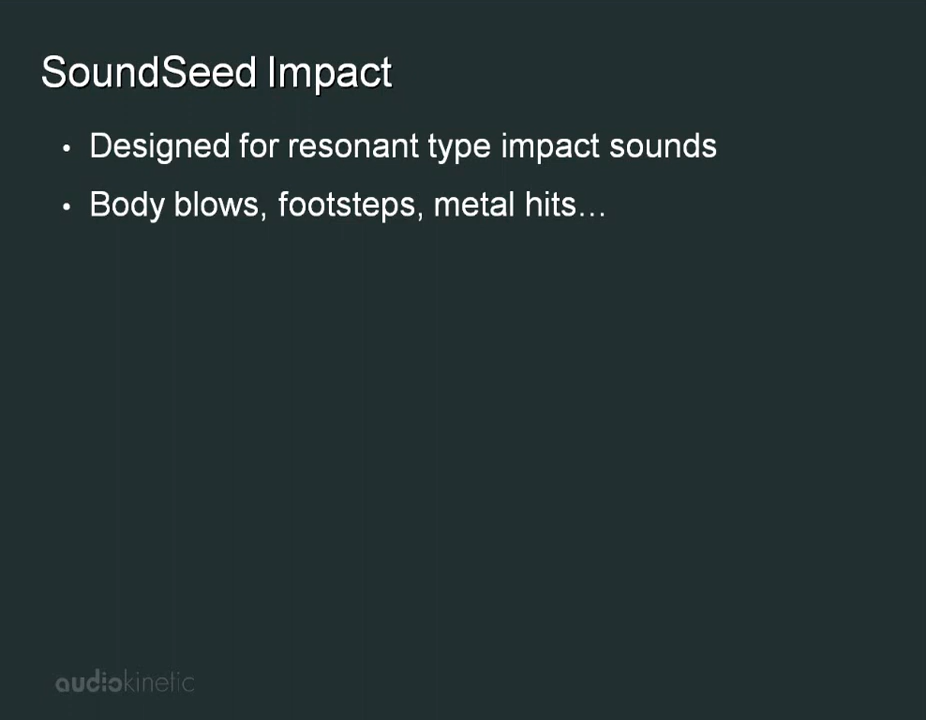 SoundSeed Impact
• Designed for resonant type impact sounds
• Body blows, footsteps, metal hits...
audiokinetic